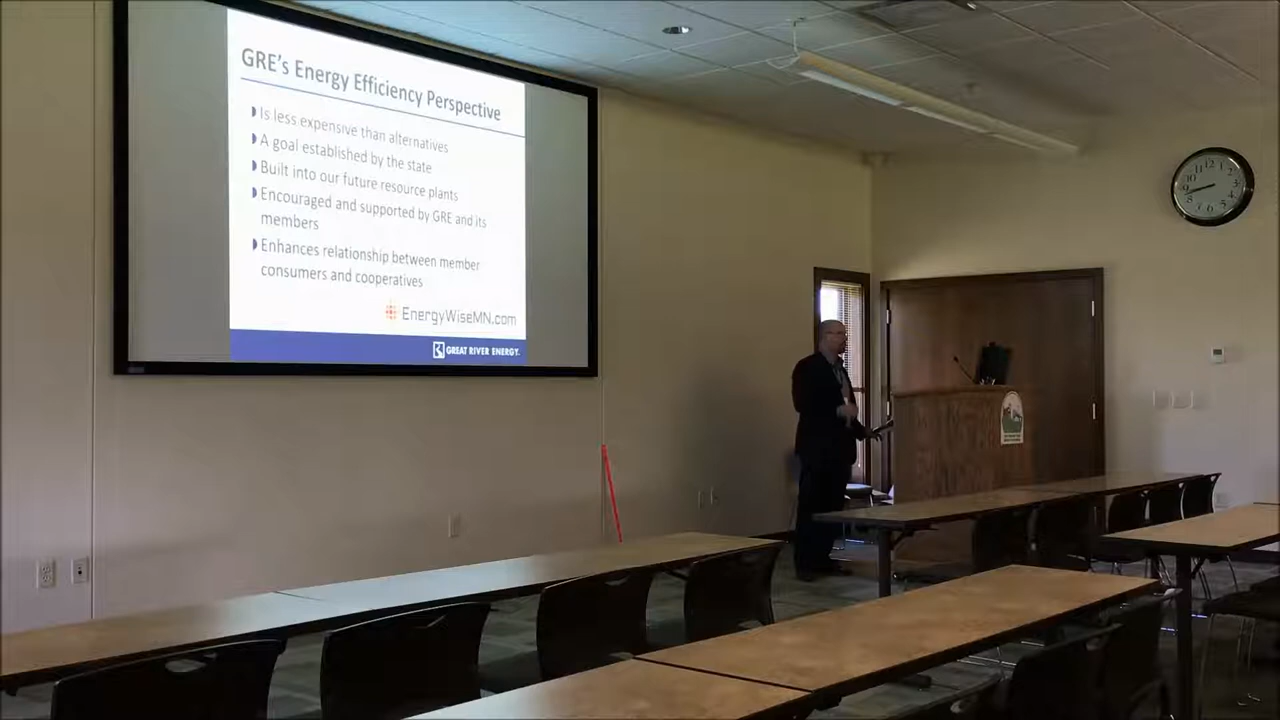 GRE's Energy Efficiency Perspective
Is less expensive than alternatives
A goal established by the state
Built into our future resource plants
Encouraged and supported by GRE and its
members
Enhances relationship between member
consumers and cooperatives
EnergyWiseMN.com
GREAT RIVER ENERGY.